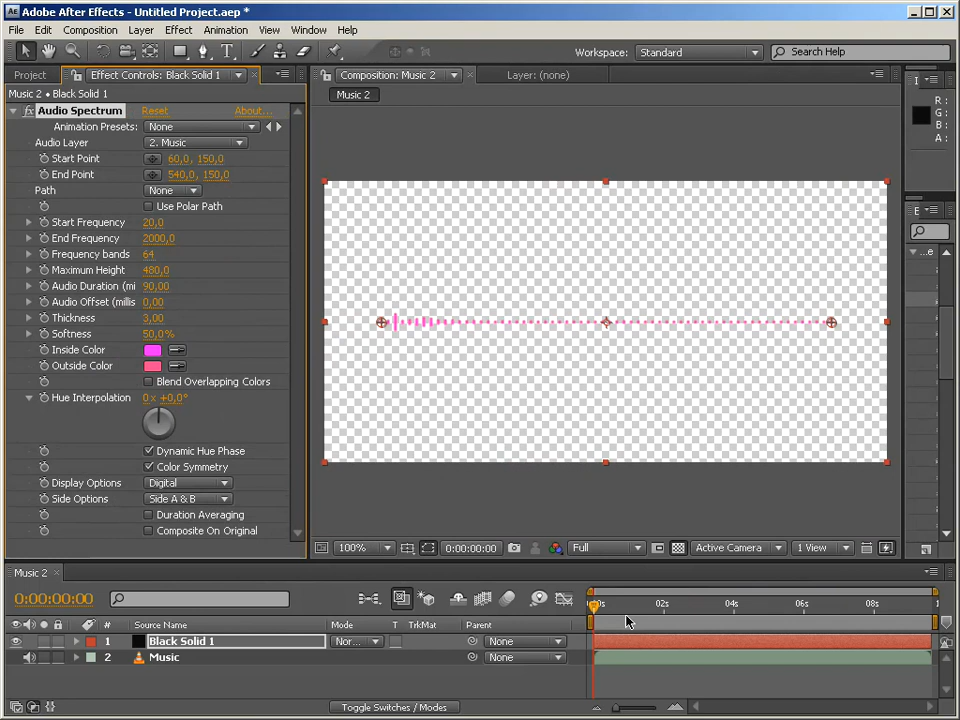 Adobe After Effects - Untitled Project.aep *
File Edit Composition Layer Effect Animation View Window Help
Workspace: Standard Search Help
Project Effect Controls: Black Solid 1 Composition: Music 2 Layer: (none)
Music 2 • Black Solid 1
Music 2
fx Audio Spectrum Reset About...
Animation Presets: None
Audio Layer 2. Music
Start Point 60,0, 150,0
End Point 540,0, 150,0
Path None
Use Polar Path
Start Frequency 20,0
End Frequency 2000,0
Frequency bands 64
Maximum Height 480,0
Audio Duration (mi 90,00
Audio Offset (millis 0,00
Thickness 3,00
Softness 50,0%
Inside Color
Outside Color
Blend Overlapping Colors
Hue Interpolation 0x+0,0°
Dynamic Hue Phase
Color Symmetry
Display Options Digital
Side Options Side A & B
Duration Averaging
Composite On Original
R:
G:
B:
A:
...e
100% 0:00:00:00 Full Active Camera 1 View
Music 2
0:00:00:00
0s 02s 04s 06s 08s 1
# Source Name Mode T TrkMat Parent
1 Black Solid 1 Nor... None
2 Music None
Toggle Switches / Modes